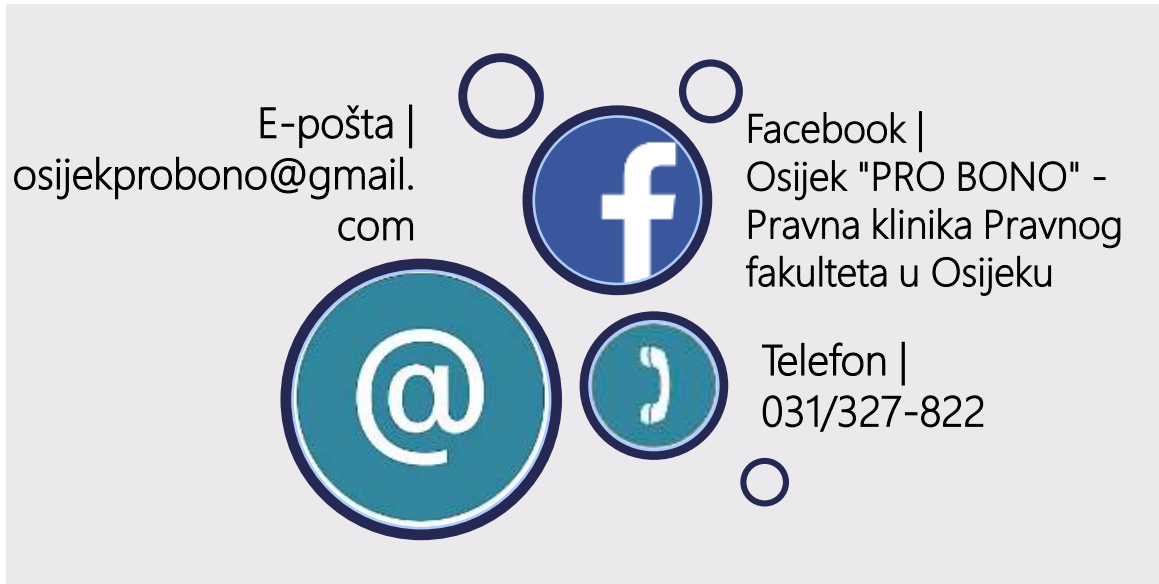 E-pošta |
osijekprobono@gmail.
com
Facebook |
Osijek "PRO BONO" -
Pravna klinika Pravnog
fakulteta u Osijeku
Telefon |
031/327-822